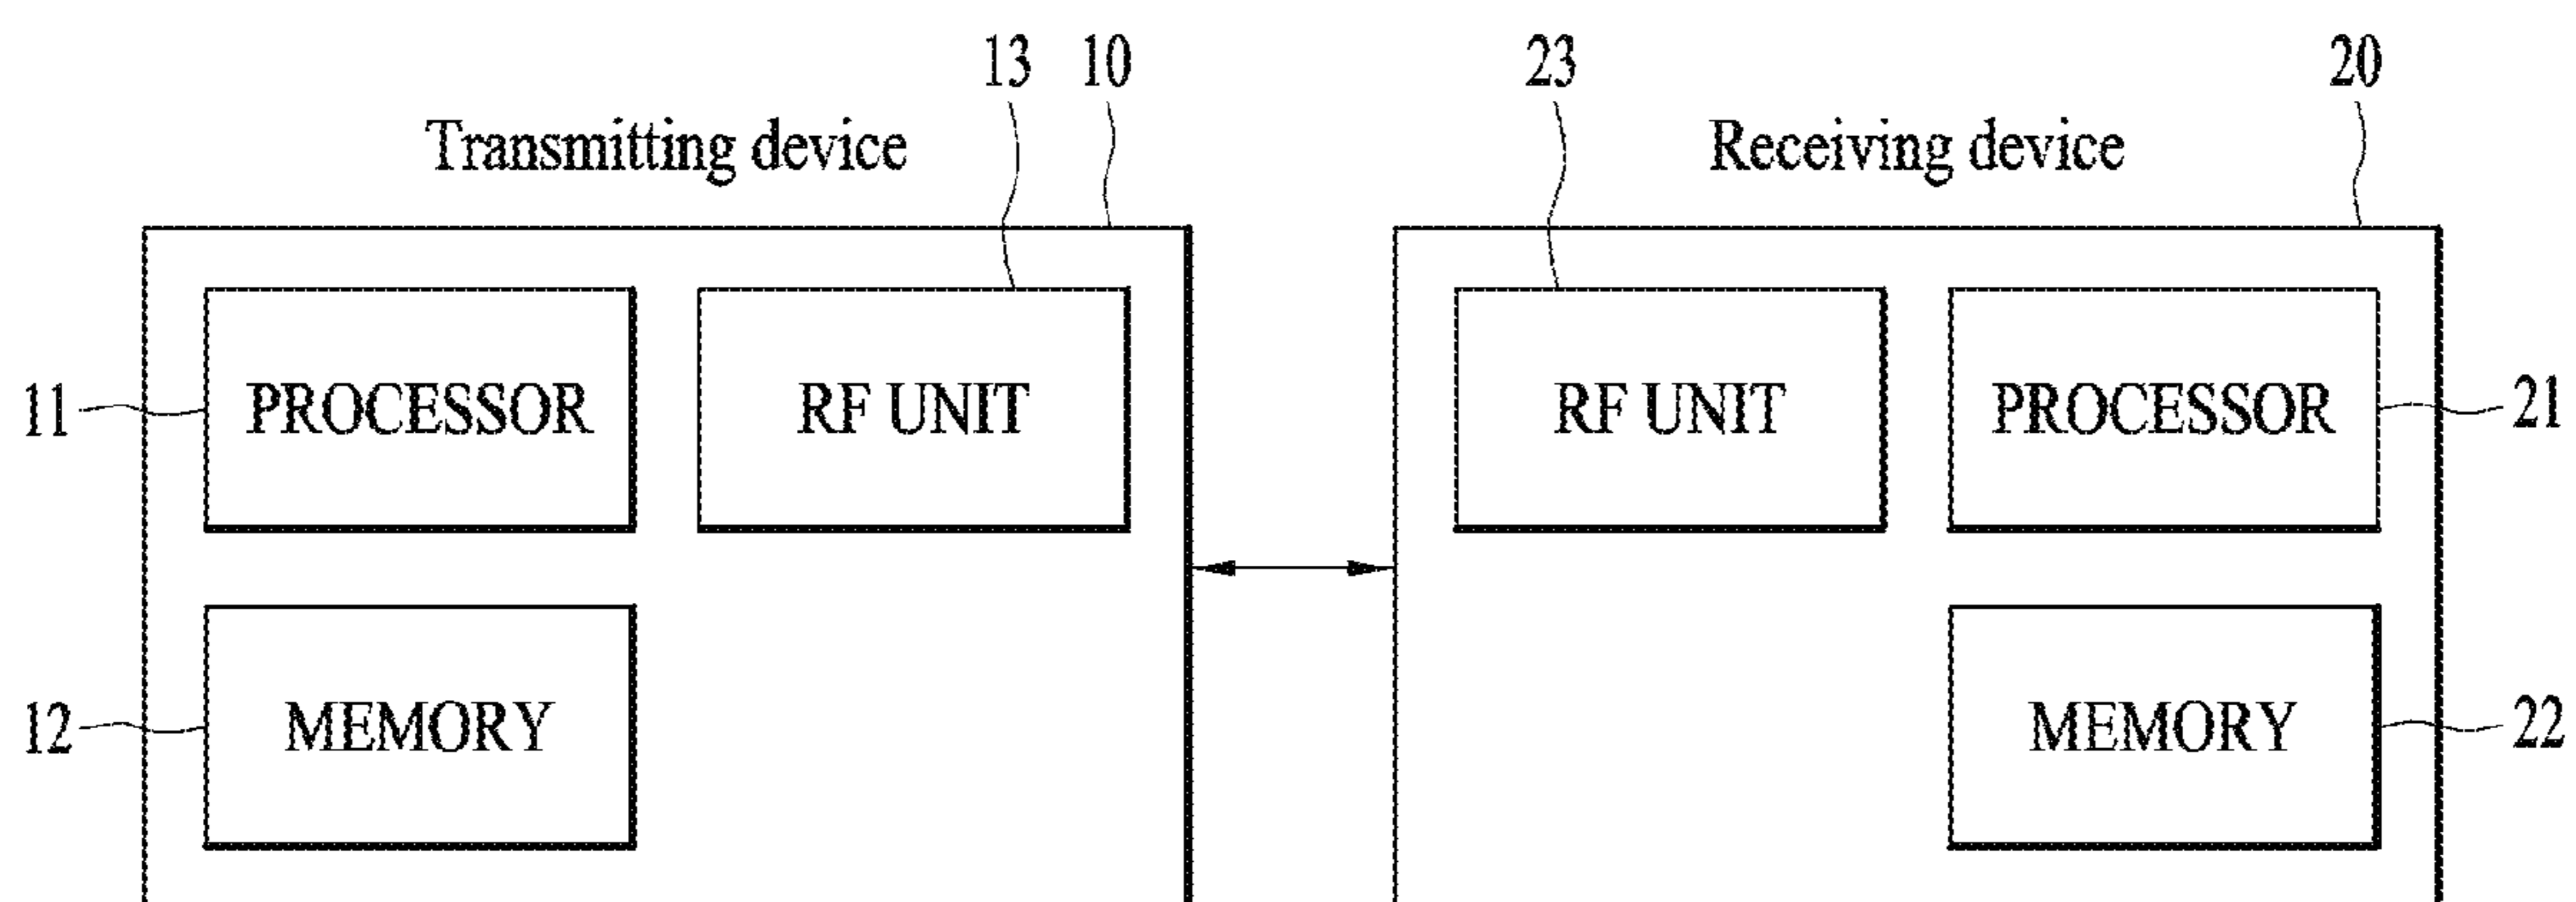 13 10 23 20
Transmitting device Receiving device
11 PROCESSOR RF UNIT RF UNIT PROCESSOR 21
12 MEMORY MEMORY 22